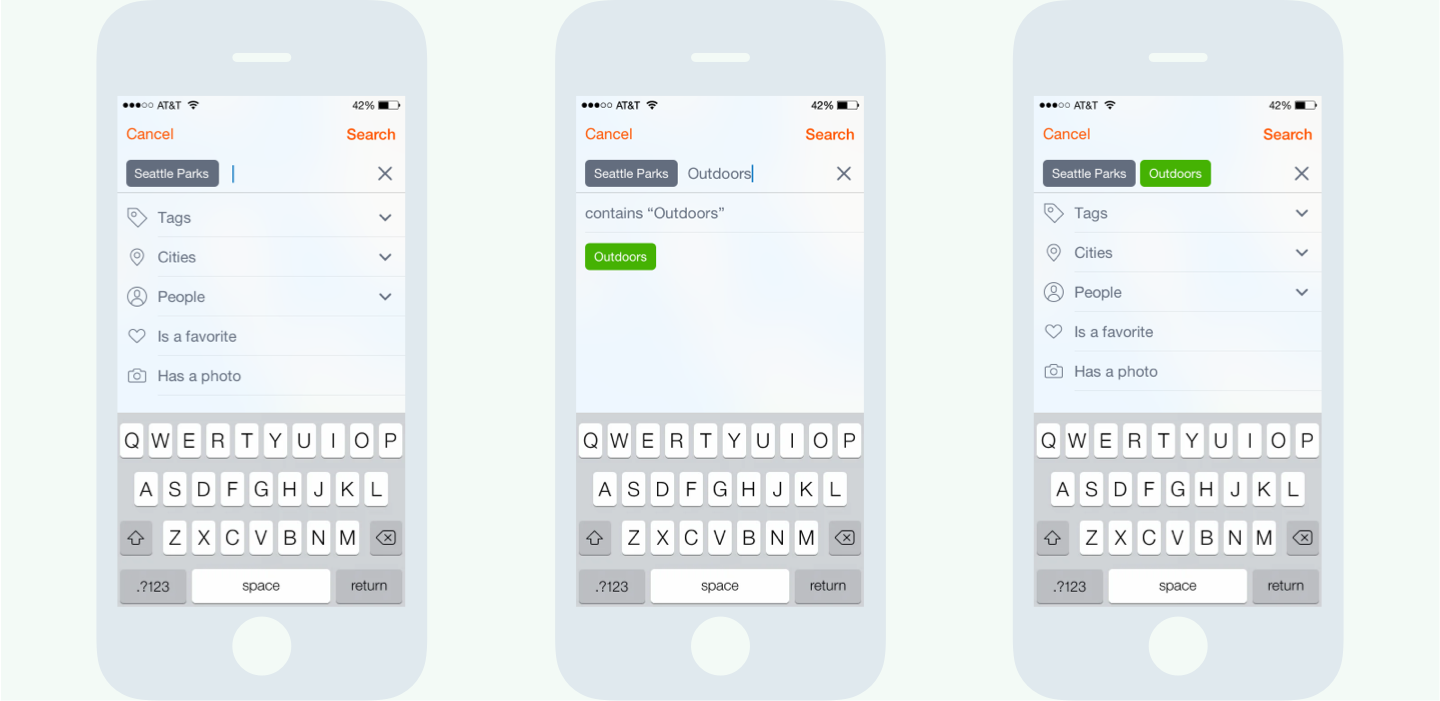 AT&T 42%
Cancel Search
Seattle Parks
Tags
Cities
People
Is a favorite
Has a photo
Q W E R T Y U I O P
A S D F G H J K L
Z X C V B N M
.?123 space return
AT&T 42%
Cancel Search
Seattle Parks Outdoors
contains “Outdoors”
Outdoors
Q W E R T Y U I O P
A S D F G H J K L
Z X C V B N M
.?123 space return
AT&T 42%
Cancel Search
Seattle Parks Outdoors
Tags
Cities
People
Is a favorite
Has a photo
Q W E R T Y U I O P
A S D F G H J K L
Z X C V B N M
.?123 space return